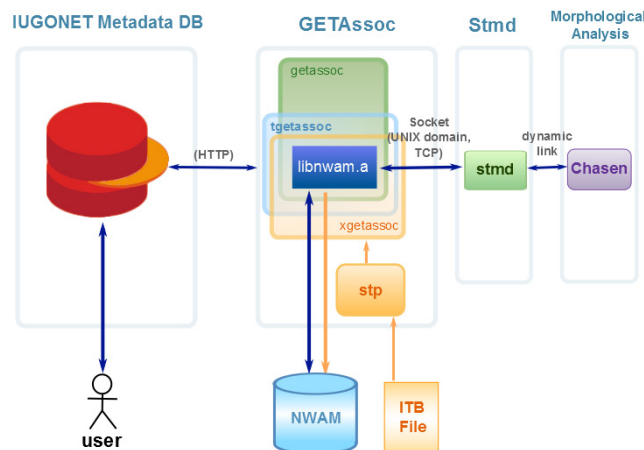 IUGONET Metadata DB
GETAssoc
Stmd
Morphological
Analysis
getassoc
tgetassoc
libnwam.a
xgetassoc
(HTTP)
Socket
(UNIX domain,
TCP)
stmd
dynamic
link
Chasen
stp
NWAM
ITB
File
user